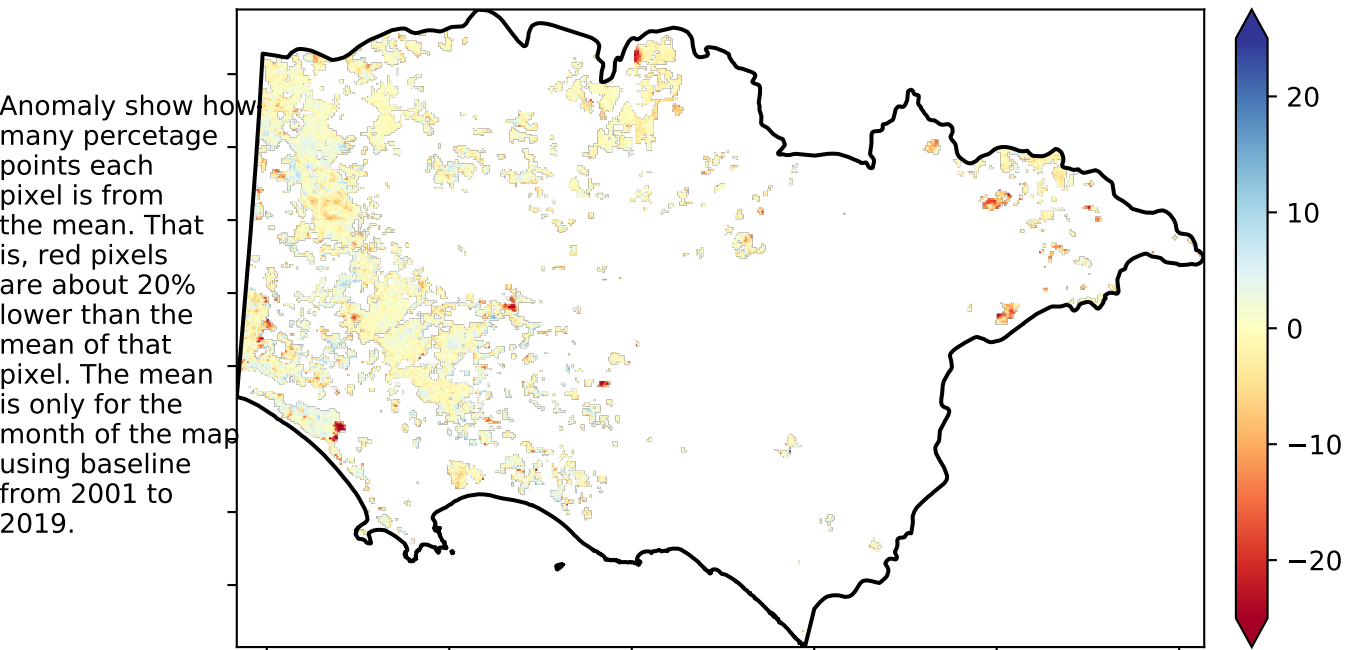 Anomaly show how
many percetage
points each
pixel is from
the mean. That
is, red pixels
are about 20%
lower than the
mean of that
pixel. The mean
is only for the
month of the map
using baseline
from 2001 to
2019.
20
10
0
−10
−20